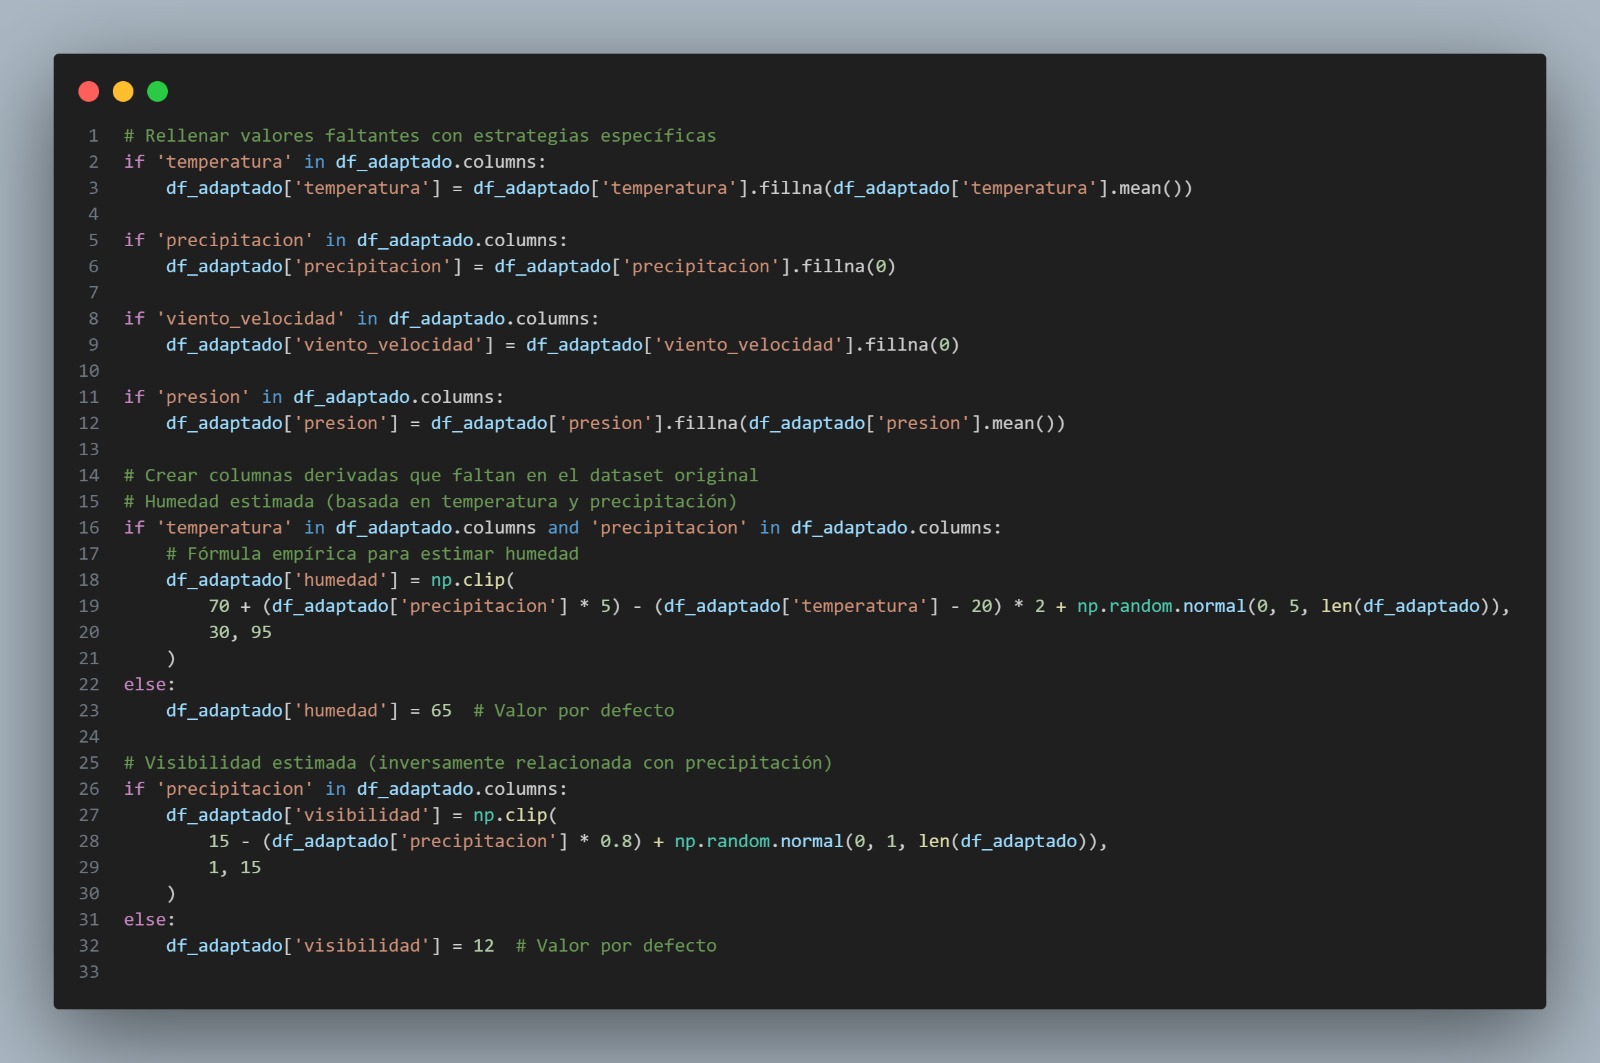 1 # Rellenar valores faltantes con estrategias específicas
2 if 'temperatura' in df_adaptado.columns:
3     df_adaptado['temperatura'] = df_adaptado['temperatura'].fillna(df_adaptado['temperatura'].mean())
4
5 if 'precipitacion' in df_adaptado.columns:
6     df_adaptado['precipitacion'] = df_adaptado['precipitacion'].fillna(0)
7
8 if 'viento_velocidad' in df_adaptado.columns:
9     df_adaptado['viento_velocidad'] = df_adaptado['viento_velocidad'].fillna(0)
10
11 if 'presion' in df_adaptado.columns:
12     df_adaptado['presion'] = df_adaptado['presion'].fillna(df_adaptado['presion'].mean())
13
14 # Crear columnas derivadas que faltan en el dataset original
15 # Humedad estimada (basada en temperatura y precipitación)
16 if 'temperatura' in df_adaptado.columns and 'precipitacion' in df_adaptado.columns:
17     # Fórmula empírica para estimar humedad
18     df_adaptado['humedad'] = np.clip(
19         70 + (df_adaptado['precipitacion'] * 5) - (df_adaptado['temperatura'] - 20) * 2 + np.random.normal(0, 5, len(df_adaptado)),
20         30, 95
21     )
22 else:
23     df_adaptado['humedad'] = 65  # Valor por defecto
24
25 # Visibilidad estimada (inversamente relacionada con precipitación)
26 if 'precipitacion' in df_adaptado.columns:
27     df_adaptado['visibilidad'] = np.clip(
28         15 - (df_adaptado['precipitacion'] * 0.8) + np.random.normal(0, 1, len(df_adaptado)),
29         1, 15
30     )
31 else:
32     df_adaptado['visibilidad'] = 12  # Valor por defecto
33